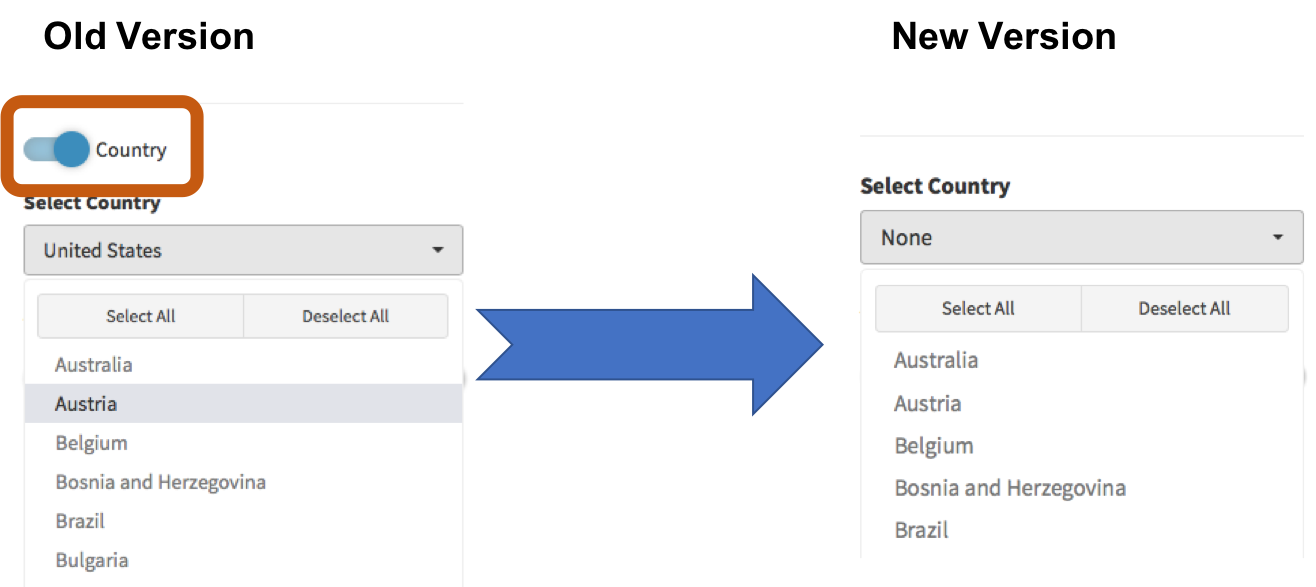 Old Version
Country
Select Country
United States
Select All Deselect All
Australia
Austria
Belgium
Bosnia and Herzegovina
Brazil
Bulgaria
New Version
Select Country
None
Select All Deselect All
Australia
Austria
Belgium
Bosnia and Herzegovina
Brazil